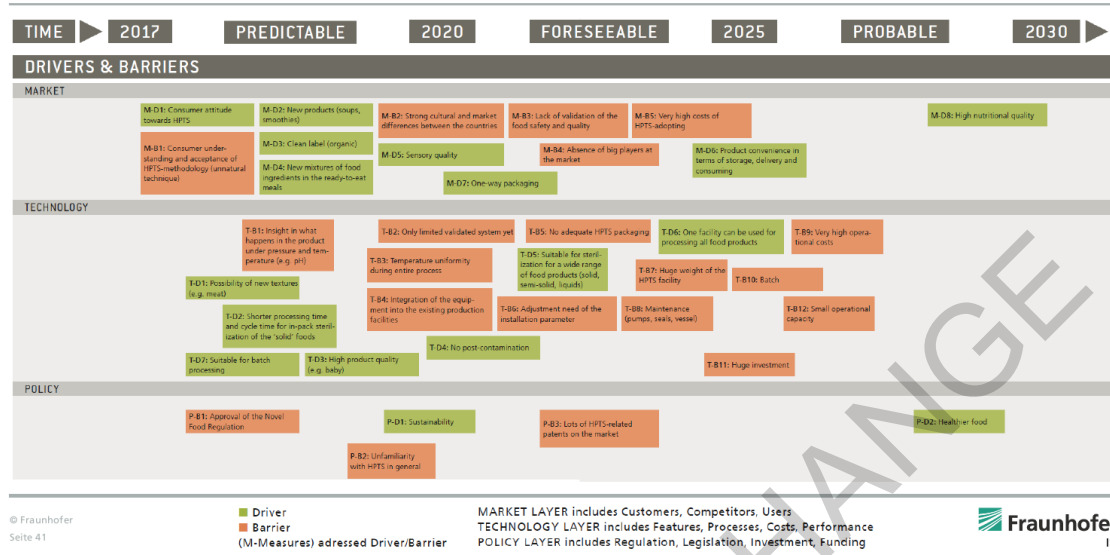 TIME 2017 PREDICTABLE 2020 FORESEEABLE 2025 PROBABLE 2030
DRIVERS & BARRIERS
MARKET
M-D1: Consumer attitude
towards HPTS
M-B1: Consumer under-
standing and acceptance of
HPTS-methodology (unnatural
technique)
M-D2: New products (soups,
smoothies)
M-D3: Clean label (organic)
M-D4: New mixtures of food
ingredients in the ready-to-eat
meals
M-B2: Strong cultural and market
differences between the countries
M-D5: Sensory quality
M-D7: One-way packaging
M-B3: Lack of validation of the
food safety and quality
M-B4: Absence of big players at
the market
M-B5: Very high costs of
HPTS-adopting
M-D6: Product convenience in
terms of storage, delivery and
consuming
M-D8: High nutritional quality
TECHNOLOGY
T-B1: Insight in what
happens in the product
under pressure and tem-
perature (e.g. pH)
T-D1: Possibility of new textures
(e.g. meat)
T-D2: Shorter processing time
and cycle time for in-pack steril-
ization of the 'solid' foods
T-D7: Suitable for batch
processing
T-D3: High product quality
(e.g. baby)
T-B2: Only limited validated system yet
T-B3: Temperature uniformity
during entire process
T-B4: Integration of the equip-
ment into the existing production
facilities
T-D4: No post-contamination
T-B5: No adequate HPTS packaging
T-D5: Suitable for steril-
ization for a wide range
of food products (solid,
semi-solid, liquids)
T-B6: Adjustment need of the
installation parameter
T-D6: One facility can be used for
processing all food products
T-B7: Huge weight of the
HPTS facility
T-B8: Maintenance
(pumps, seals, vessel)
T-B9: Very high opera-
tional costs
T-B10: Batch
T-B12: Small operational
capacity
T-B11: Huge investment
POLICY
P-B1: Approval of the Novel
Food Regulation
P-B2: Unfamiliarity
with HPTS in general
P-D1: Sustainability
P-B3: Lots of HPTS-related
patents on the market
P-D2: Healthier food
HANGE
© Fraunhofer
Seite 41
Driver
Barrier
(M-Measures) adressed Driver/Barrier
MARKET LAYER includes Customers, Competitors, Users
TECHNOLOGY LAYER includes Features, Processes, Costs, Performance
POLICY LAYER includes Regulation, Legislation, Investment, Funding
Fraunhofe
I